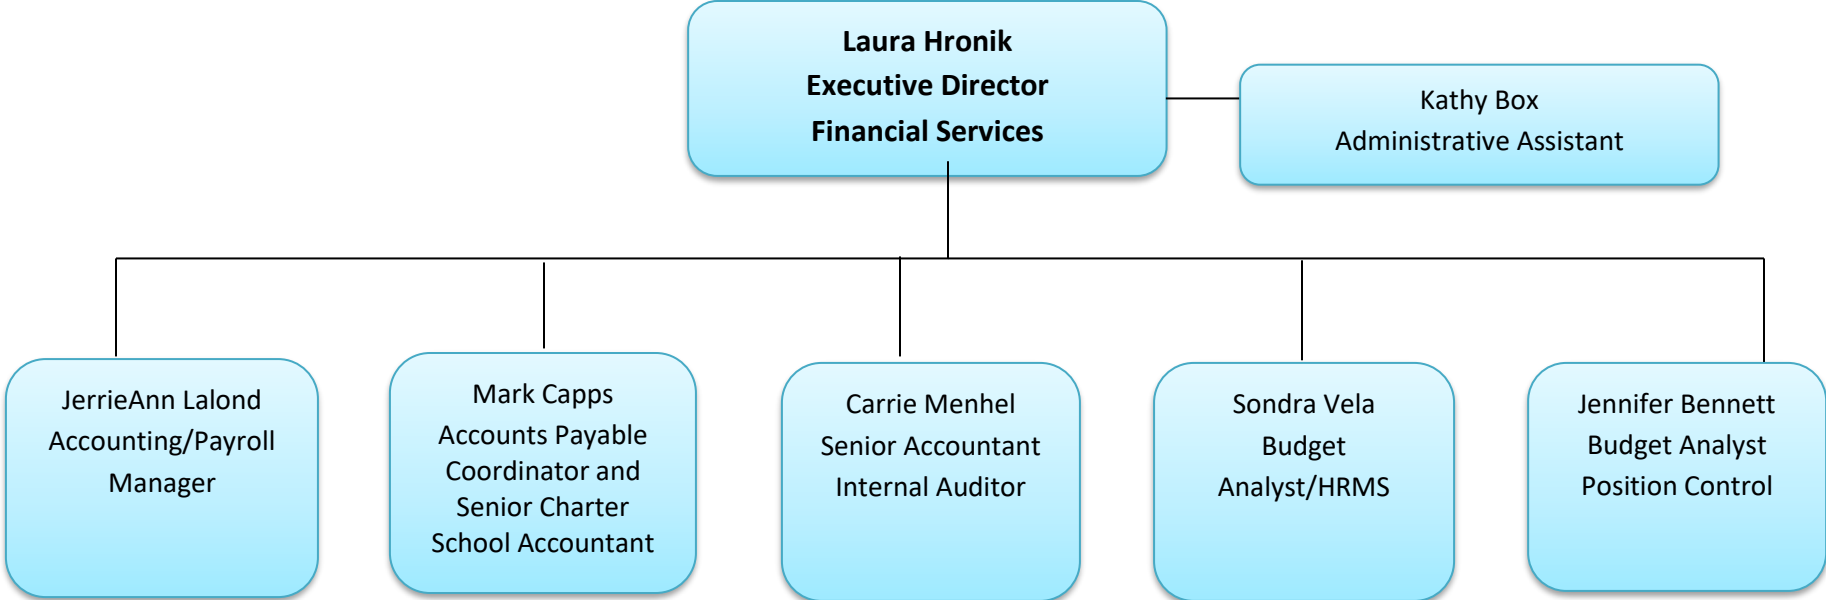 Laura Hronik
Executive Director
Financial Services
Kathy Box
Administrative Assistant
JerrieAnn Lalond
Accounting/Payroll
Manager
Mark Capps
Accounts Payable
Coordinator and
Senior Charter
School Accountant
Carrie Menhel
Senior Accountant
Internal Auditor
Sondra Vela
Budget
Analyst/HRMS
Jennifer Bennett
Budget Analyst
Position Control